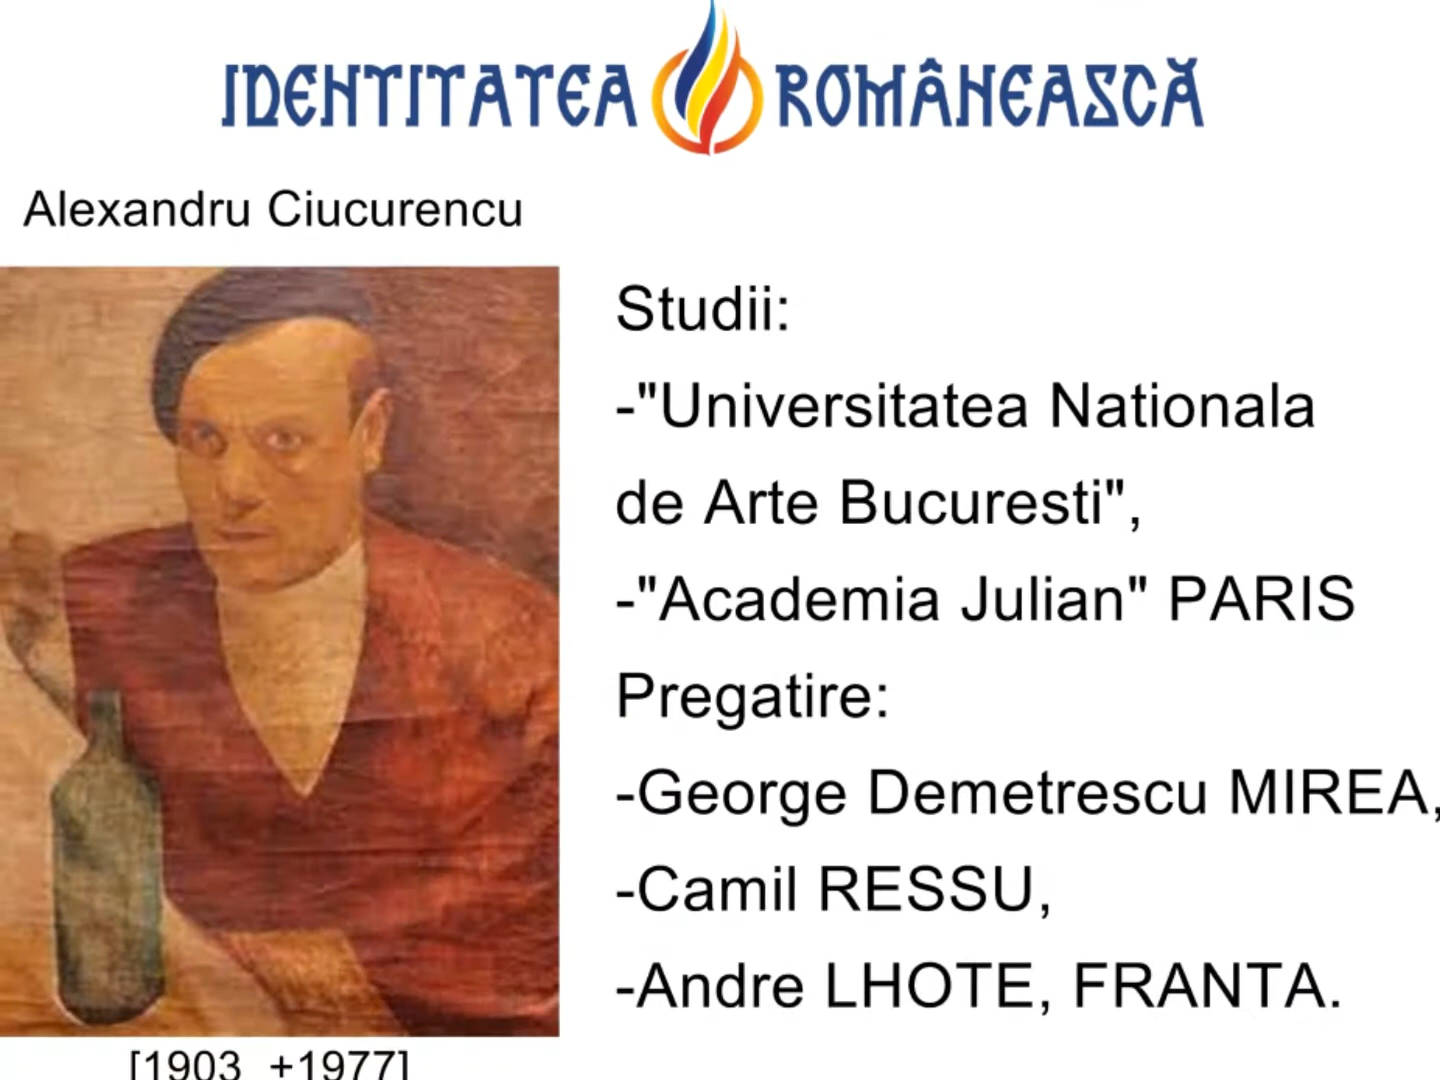 IDENTITATEA ROMÂNEASCĂ
Alexandru Ciucurencu
Studii:
-"Universitatea Nationala
de Arte Bucuresti",
-"Academia Julian" PARIS
Pregatire:
-George Demetrescu MIREA,
-Camil RESSU,
-Andre LHOTE, FRANTA.
[1903 +1977]